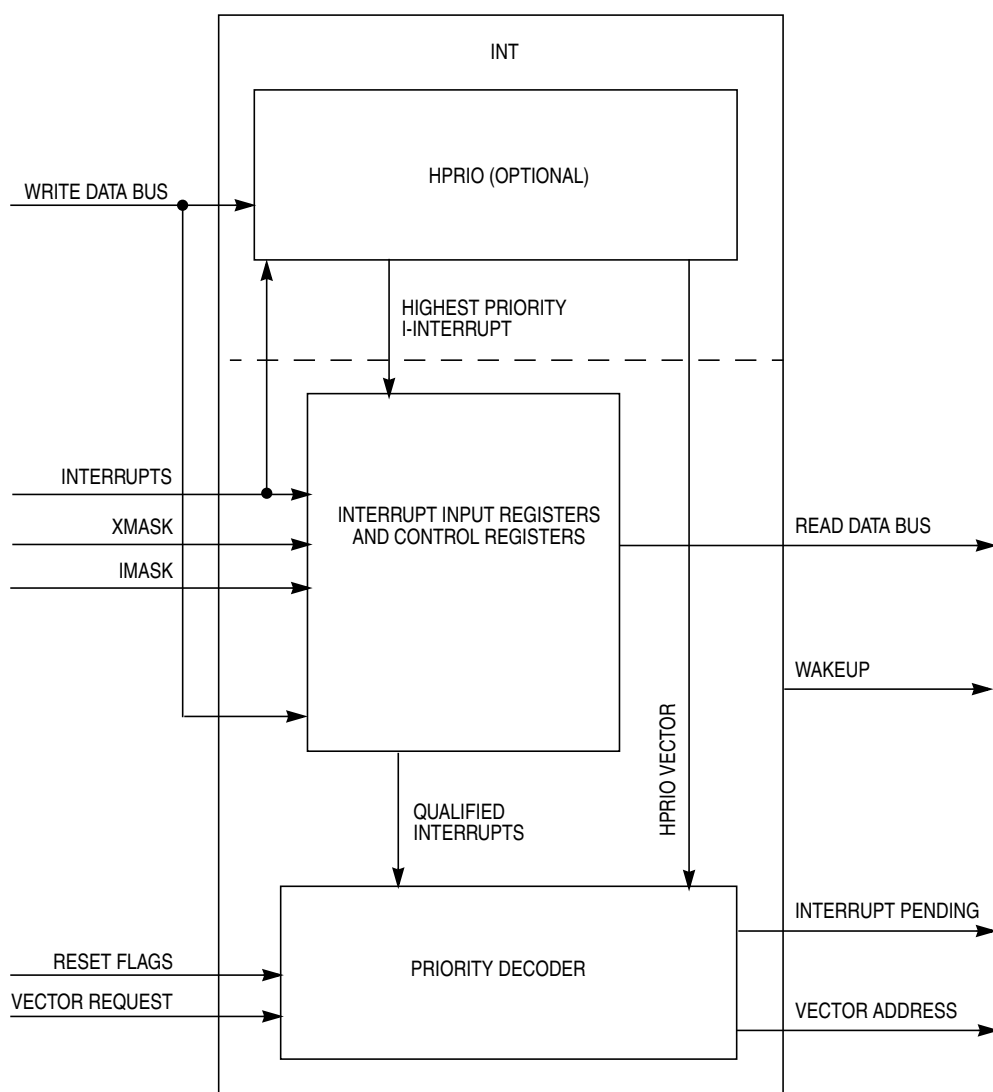 INT
HPRIO (OPTIONAL)
WRITE DATA BUS
HIGHEST PRIORITY
I-INTERRUPT
INTERRUPTS
XMASK
IMASK
INTERRUPT INPUT REGISTERS
AND CONTROL REGISTERS
READ DATA BUS
WAKEUP
HPRIO VECTOR
QUALIFIED
INTERRUPTS
INTERRUPT PENDING
RESET FLAGS
PRIORITY DECODER
VECTOR REQUEST
VECTOR ADDRESS